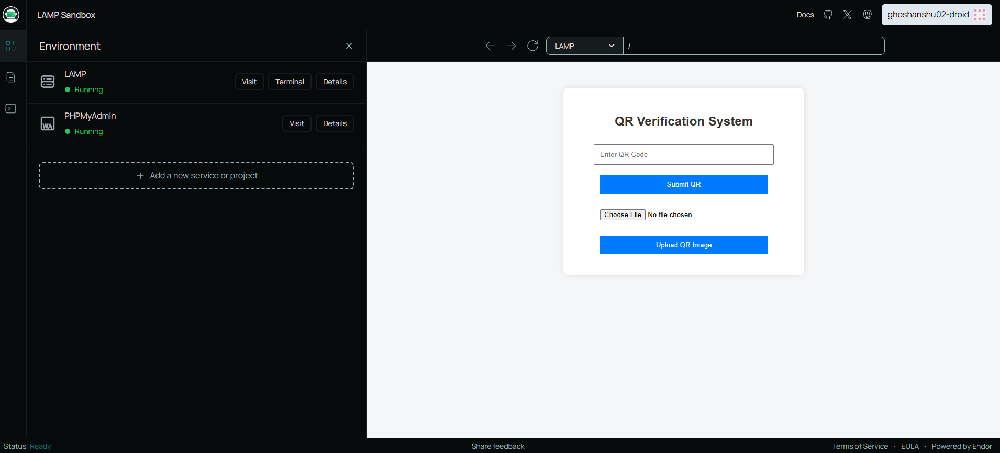 LAMP Sandbox
Docs
ghoshanshu02-droid
Environment
LAMP
/
LAMP
Running
Visit
Terminal
Details
PHPMyAdmin
Running
WA
Visit
Details
Add a new service or project
QR Verification System
Enter QR Code
Submit QR
Choose File No file chosen
Upload QR Image
Status: Ready
Share feedback
Terms of Service · EULA · Powered by Endor